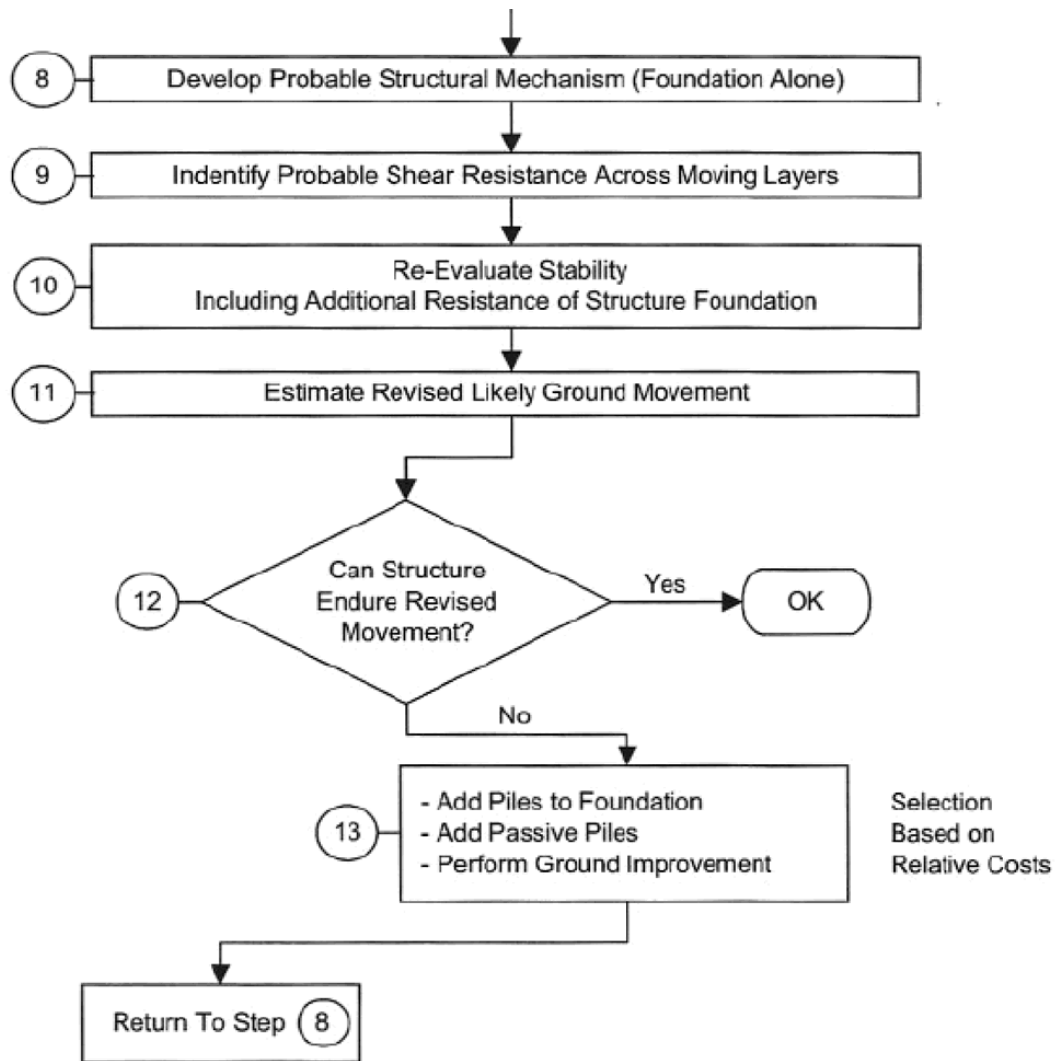 8
Develop Probable Structural Mechanism (Foundation Alone)
9
Indentify Probable Shear Resistance Across Moving Layers
10
Re-Evaluate Stability
Including Additional Resistance of Structure Foundation
11
Estimate Revised Likely Ground Movement
12
Can Structure
Endure Revised
Movement?
Yes
OK
No
13
- Add Piles to Foundation
- Add Passive Piles
- Perform Ground Improvement
Selection
Based on
Relative Costs
Return To Step 8